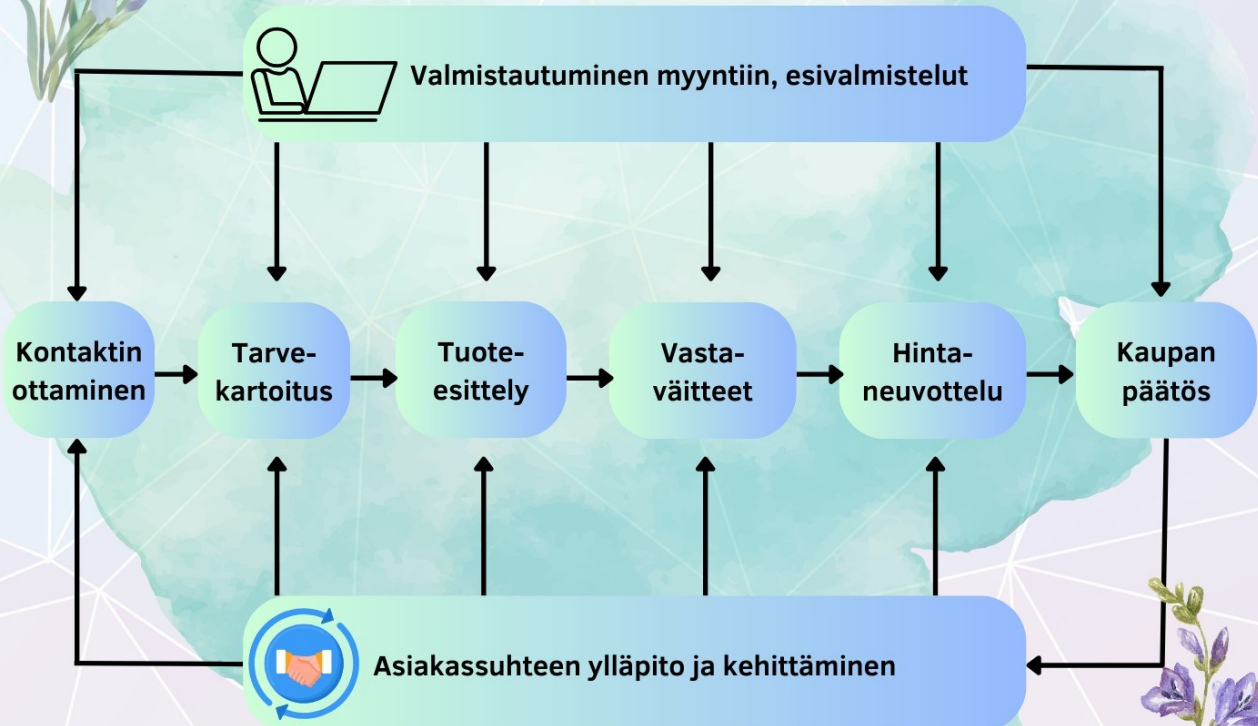 Valmistautuminen myyntiin, esivalmistelut
Kontaktin
ottaminen
Tarve-
kartoitus
Tuote-
esittely
Vasta-
väitteet
Hinta-
neuvottelu
Kaupan
päätös
Asiakassuhteen ylläpito ja kehittäminen